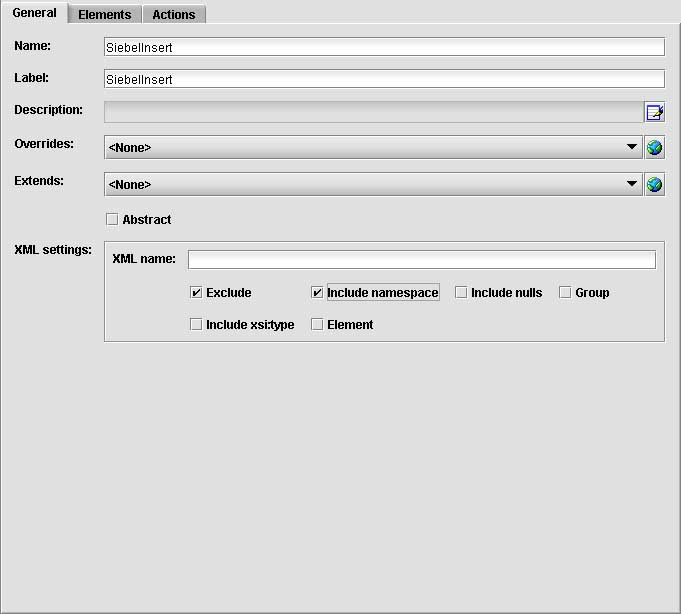 General Elements Actions
Name: SiebelInsert
Label: SiebelInsert
Description:
Overrides: <None>
Extends: <None>
Abstract
XML settings: XML name:
Exclude Include namespace Include nulls Group
Include xsi:type Element